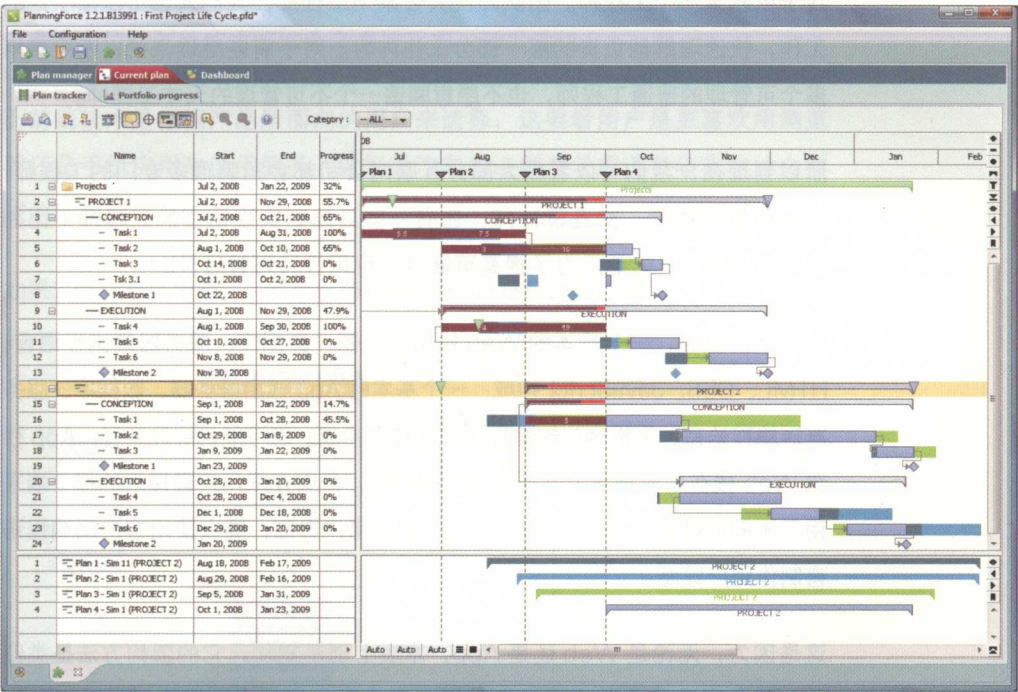 PlanningForce 1.2.1.B13991 : First Project Life Cycle.pfd*
File Configuration Help
Plan manager Current plan Dashboard
Plan tracker Portfolio progress
Category : -- ALL --
Name Start End Progress
08
Jul Aug Sep Oct Nov Dec Jan Feb
Plan 1 Plan 2 Plan 3 Plan 4
1 Projects Jul 2, 2008 Jan 22, 2009 32% Projects
2 PROJECT 1 Jul 2, 2008 Nov 29, 2008 55.7% PROJECT 1
3 CONCEPTION Jul 2, 2008 Oct 21, 2008 65% CONCEPTION
4 Task 1 Jul 2, 2008 Aug 31, 2008 100% 5.5 7.5
5 Task 2 Aug 1, 2008 Oct 10, 2008 65% 10
6 Task 3 Oct 14, 2008 Oct 21, 2008 0%
7 Tsk 3.1 Oct 1, 2008 Oct 2, 2008 0%
8 Milestone 1 Oct 22, 2008
9 EXECUTION Aug 1, 2008 Nov 29, 2008 47.9% EXECUTION
10 Task 4 Aug 1, 2008 Sep 30, 2008 100% 4
11 Task 5 Oct 10, 2008 Oct 27, 2008 0%
12 Task 6 Nov 8, 2008 Nov 29, 2008 0%
13 Milestone 2 Nov 30, 2008
PROJECT 2
15 CONCEPTION Sep 1, 2008 Jan 22, 2009 14.7% CONCEPTION
16 Task 1 Sep 1, 2008 Oct 28, 2008 45.5%
17 Task 2 Oct 29, 2008 Jan 8, 2009 0%
18 Task 3 Jan 9, 2009 Jan 22, 2009 0%
19 Milestone 1 Jan 23, 2009
20 EXECUTION Oct 28, 2008 Jan 20, 2009 0% EXECUTION
21 Task 4 Oct 28, 2008 Dec 4, 2008 0%
22 Task 5 Dec 1, 2008 Dec 18, 2008 0%
23 Task 6 Dec 29, 2008 Jan 20, 2009 0%
24 Milestone 2 Jan 20, 2009
1 Plan 1 - Sim 11 (PROJECT 2) Aug 18, 2008 Feb 17, 2009 PROJECT 2
2 Plan 2 - Sim 1 (PROJECT 2) Aug 29, 2008 Feb 16, 2009 PROJECT 2
3 Plan 3 - Sim 1 (PROJECT 2) Sep 5, 2008 Jan 31, 2009 PROJECT 2
4 Plan 4 - Sim 1 (PROJECT 2) Oct 1, 2008 Jan 23, 2009 PROJECT 2
Auto Auto Auto